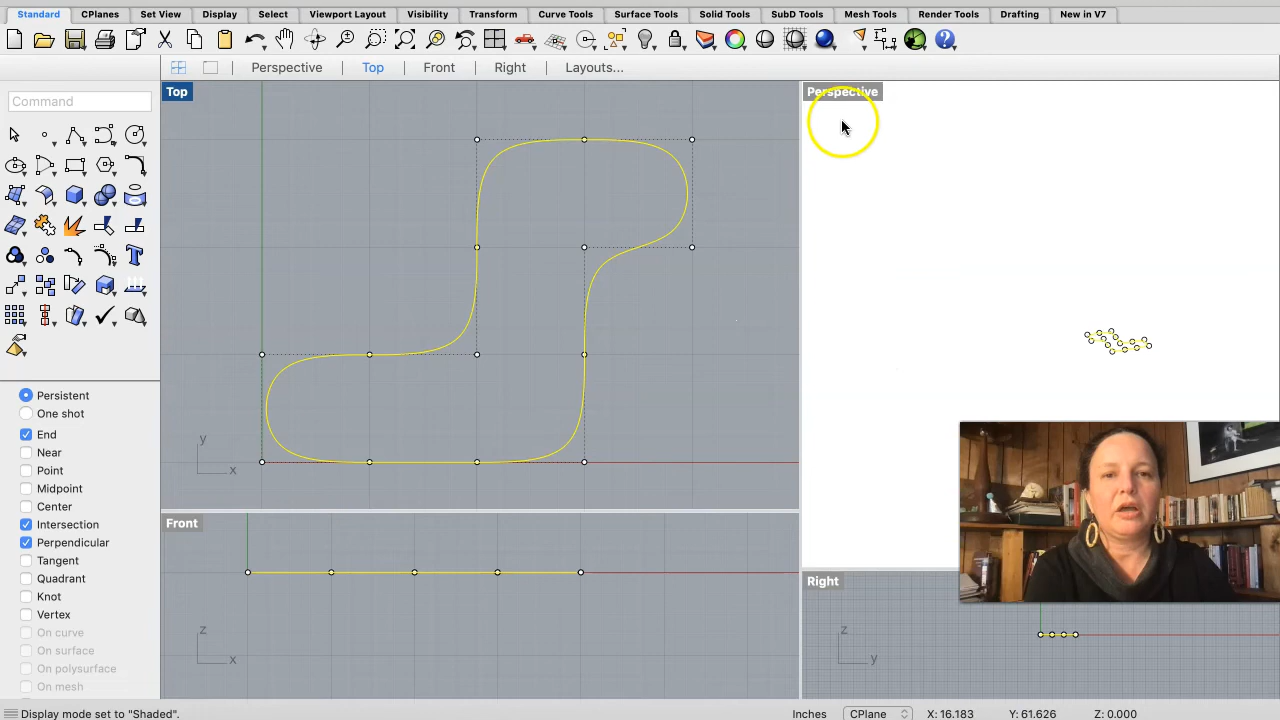 Standard CPlanes Set View Display Select Viewport Layout Visibility Transform Curve Tools Surface Tools Solid Tools SubD Tools Mesh Tools Render Tools Drafting New in V7
Perspective Top Front Right Layouts...
Command
Top
Perspective
y
x
Front
z
x
Right
z
y
Persistent
One shot
End
Near
Point
Midpoint
Center
Intersection
Perpendicular
Tangent
Quadrant
Knot
Vertex
On curve
On surface
On polysurface
On mesh
Display mode set to "Shaded". Inches CPlane X: 16.183 Y: 61.626 Z: 0.000